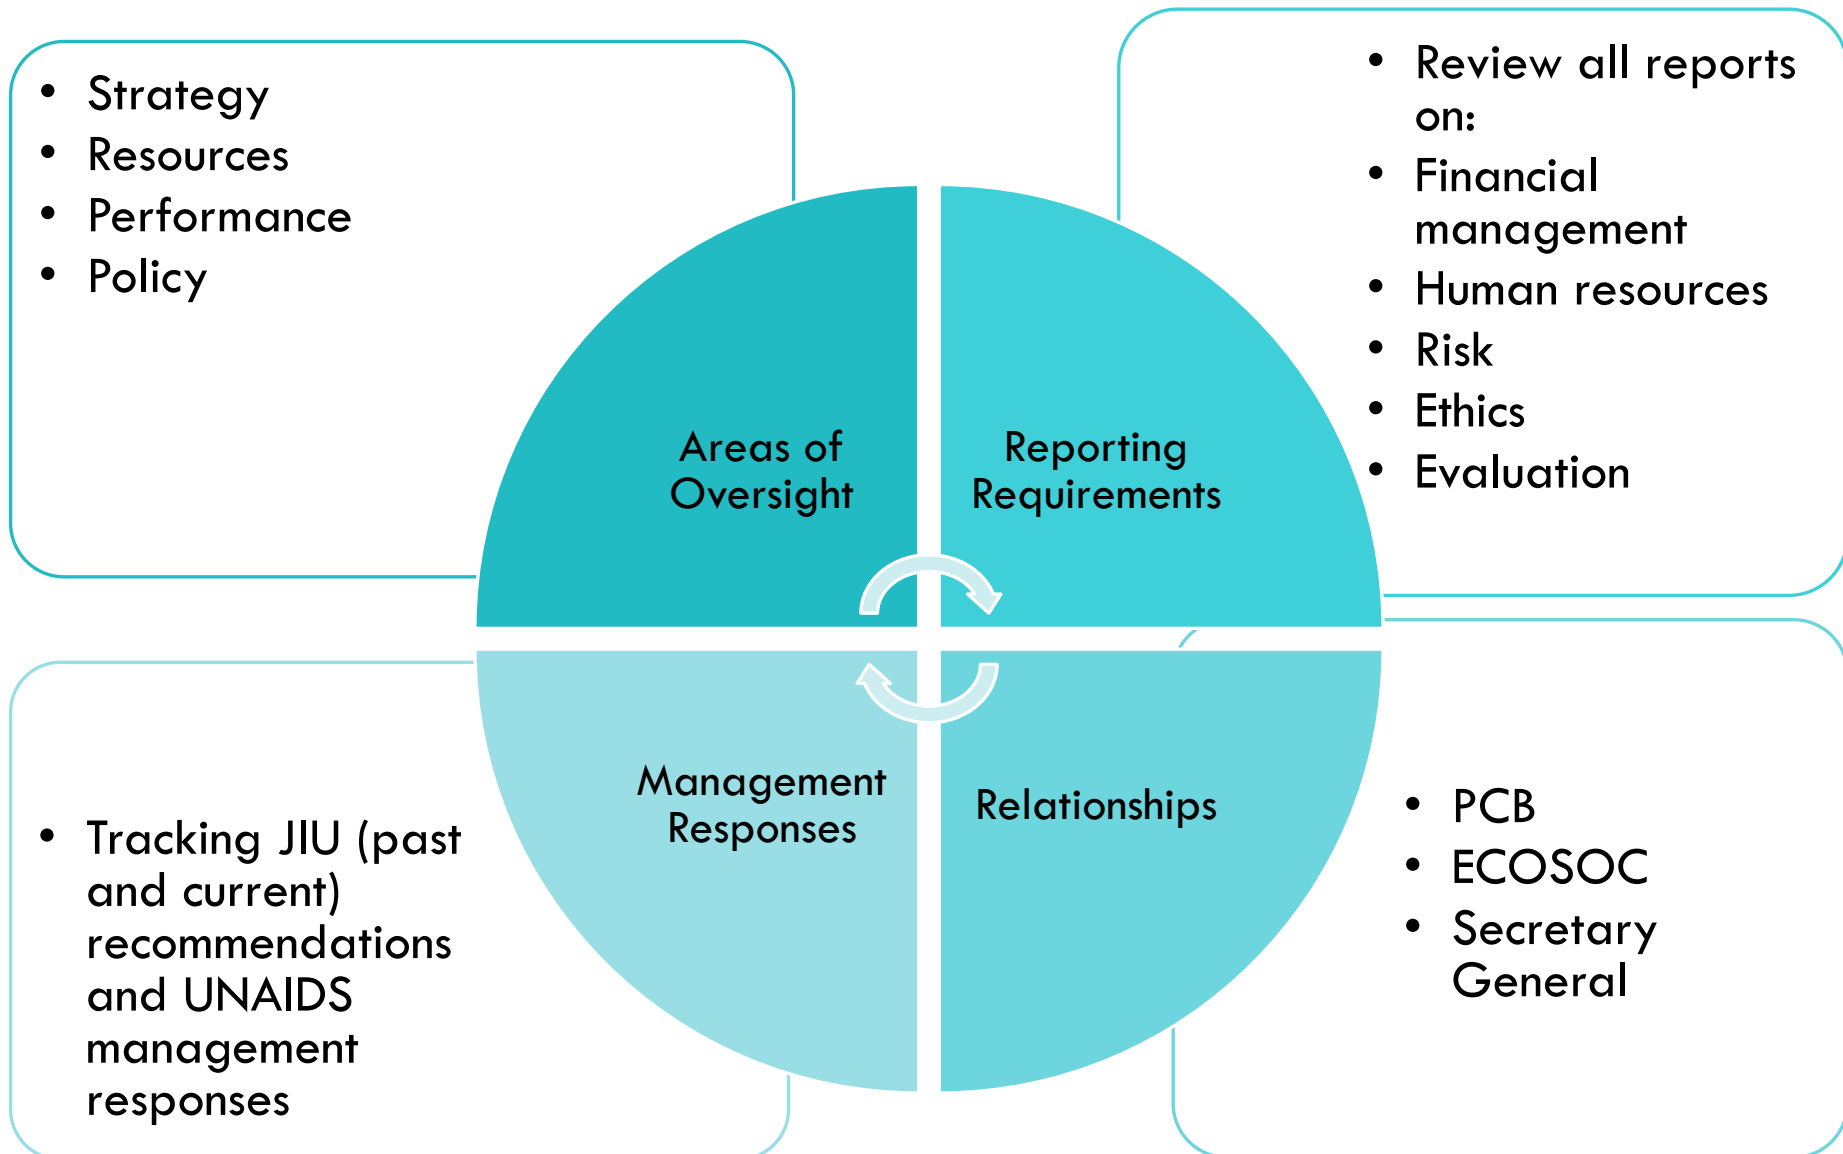 • Strategy
• Resources
• Performance
• Policy
• Review all reports
on:
• Financial
management
• Human resources
• Risk
• Ethics
• Evaluation
Areas of
Oversight
Reporting
Requirements
Management
Responses
Relationships
• Tracking JIU (past
and current)
recommendations
and UNAIDS
management
responses
• PCB
• ECOSOC
• Secretary
General